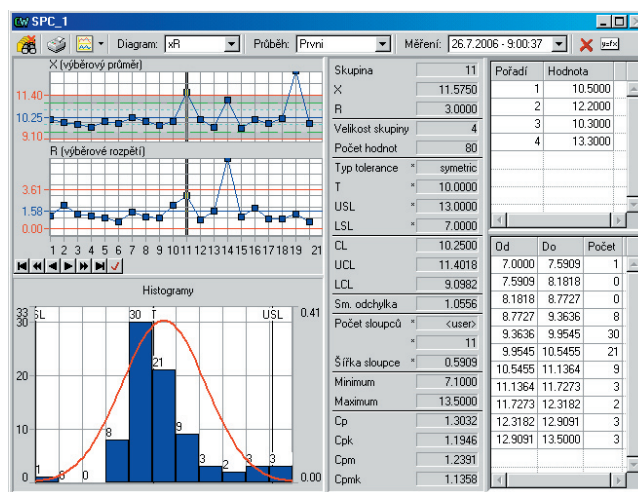 SPC_1
Diagram: xR Průběh: První Měření: 26.7.2006 - 9:00:37 y=fx
X (výběrový průměr)
11.40
10.25
9.10
R (výběrové rozpětí)
3.61
1.58
0.00
1 2 3 4 5 6 7 8 9 10 11 12 13 14 15 16 17 18 19 21
Histogramy
33 SL 30 T USL 0.41
30
21
20
10
8
9
1 0 3 2 3 3
0 0.00
Skupina 11
X 11.5750
R 3.0000
Velikost skupiny 4
Počet hodnot 80
Typ tolerance * symetric
T * 10.0000
USL * 13.0000
LSL * 7.0000
CL 10.2500
UCL 11.4018
LCL 9.0982
Sm. odchylka 1.0556
Počet sloupců * <user>
* 11
Šířka sloupce * 0.5909
Minimum 7.1000
Maximum 13.5000
Cp 1.3032
Cpk 1.1946
Cpm 1.2391
Cpmk 1.1358
Pořadí Hodnota
1 10.5000
2 12.2000
3 10.3000
4 13.3000
Od Do Počet
7.0000 7.5909 1
7.5909 8.1818 0
8.1818 8.7727 0
8.7727 9.3636 8
9.3636 9.9545 30
9.9545 10.5455 21
10.5455 11.1364 9
11.1364 11.7273 3
11.7273 12.3182 2
12.3182 12.9091 3
12.9091 13.5000 3